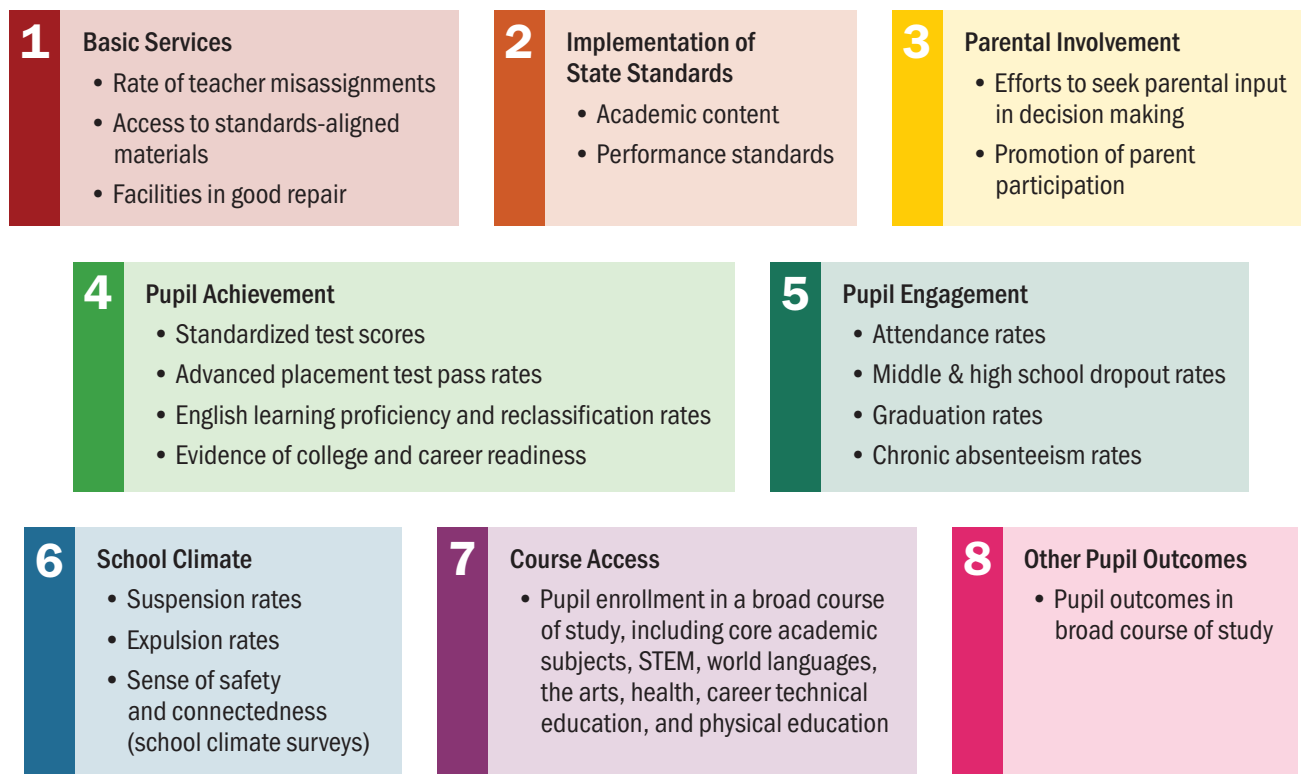 1
Basic Services
• Rate of teacher misassignments
• Access to standards-aligned
materials
• Facilities in good repair
2
Implementation of
State Standards
• Academic content
• Performance standards
3
Parental Involvement
• Efforts to seek parental input
in decision making
• Promotion of parent
participation
4
Pupil Achievement
• Standardized test scores
• Advanced placement test pass rates
• English learning proficiency and reclassification rates
• Evidence of college and career readiness
5
Pupil Engagement
• Attendance rates
• Middle & high school dropout rates
• Graduation rates
• Chronic absenteeism rates
6
School Climate
• Suspension rates
• Expulsion rates
• Sense of safety
and connectedness
(school climate surveys)
7
Course Access
• Pupil enrollment in a broad course
of study, including core academic
subjects, STEM, world languages,
the arts, health, career technical
education, and physical education
8
Other Pupil Outcomes
• Pupil outcomes in
broad course of study